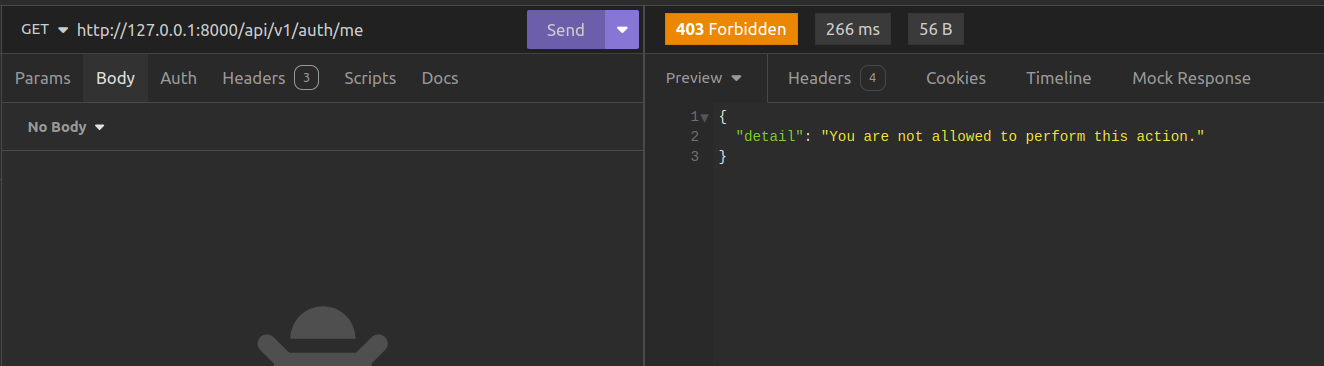 GET http://127.0.0.1:8000/api/v1/auth/me Send
403 Forbidden 266 ms 56 B
Params Body Auth Headers 3 Scripts Docs
Preview Headers 4 Cookies Timeline Mock Response
No Body
1 {
2 "detail": "You are not allowed to perform this action."
3 }